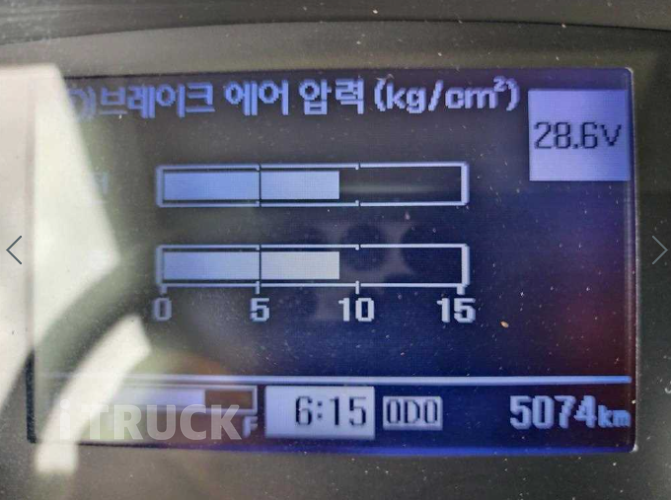 브레이크 에어 압력 (kg/cm²)
28.6V
0 5 10 15
F 6:15 ODO 5074km
iTRUCK